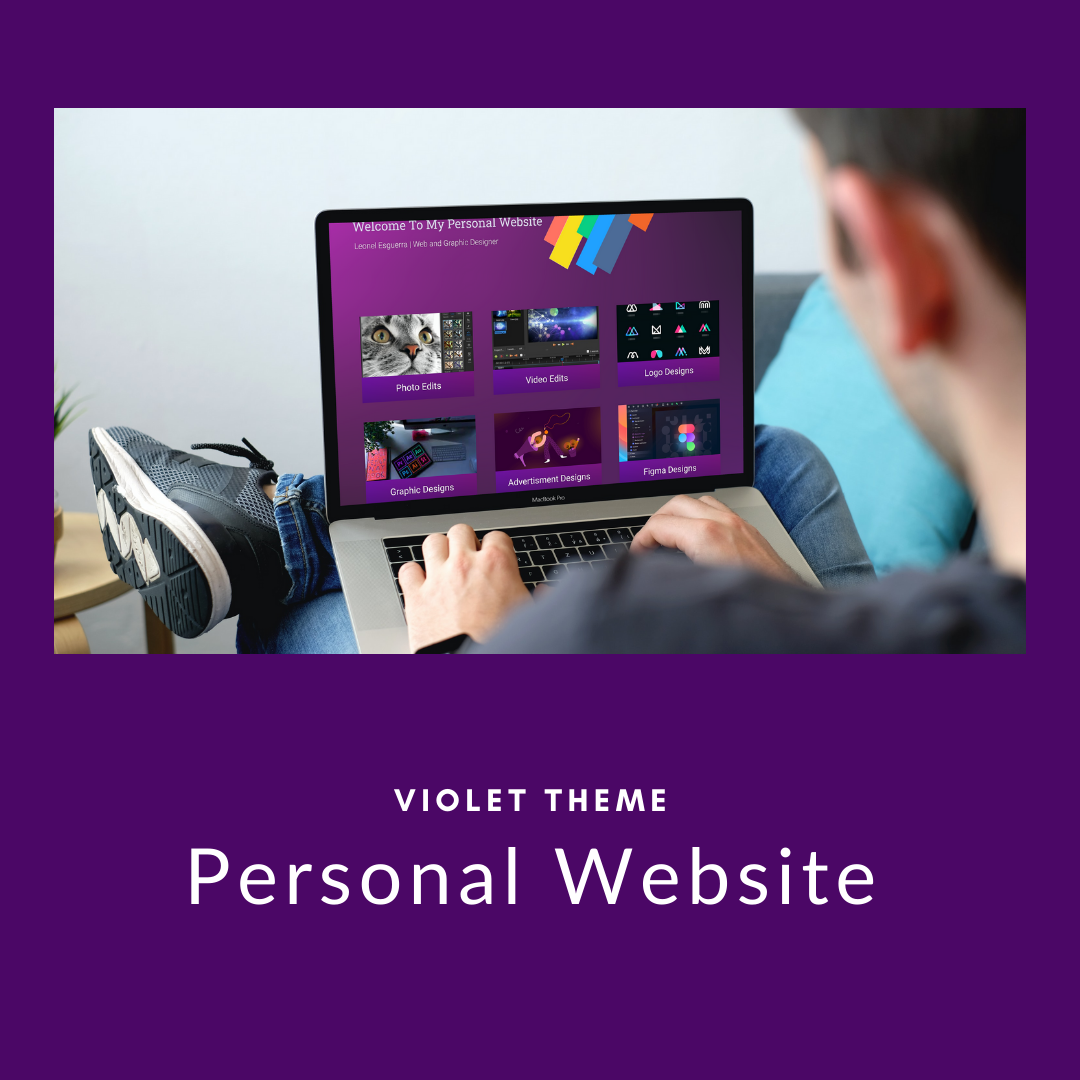 Welcome To My Personal Website
Leonel Esguerra | Web and Graphic Designer
Photo Edits
Video Edits
Logo Designs
Graphic Designs
Advertisment Designs
Figma Designs
MacBook Pro
VIOLET THEME
Personal Website